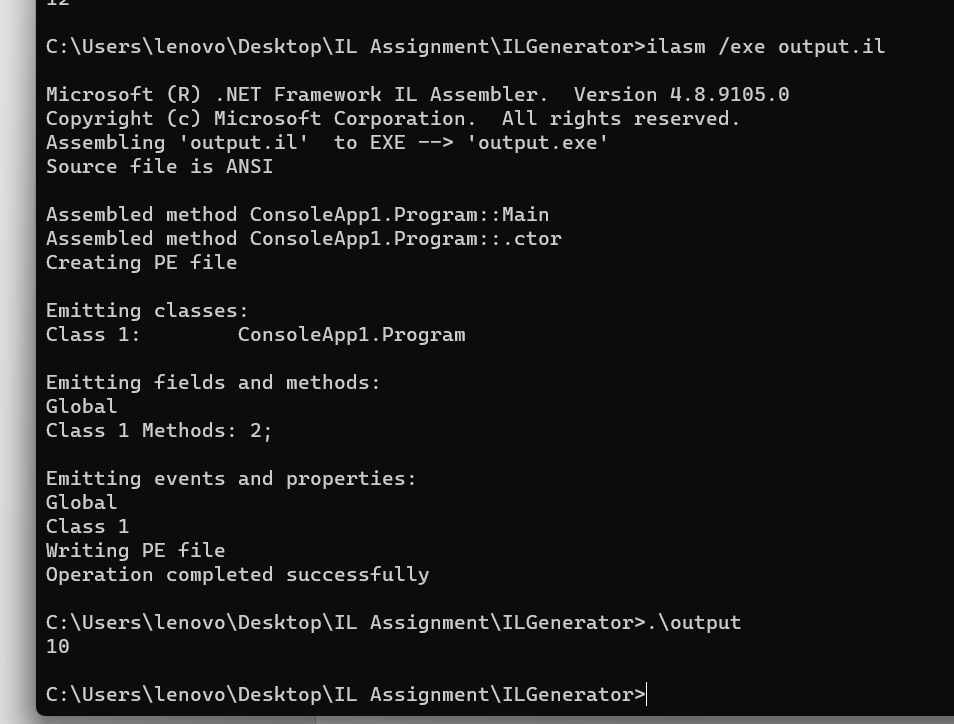 12
C:\Users\lenovo\Desktop\IL Assignment\ILGenerator>ilasm /exe output.il
Microsoft (R) .NET Framework IL Assembler.  Version 4.8.9105.0
Copyright (c) Microsoft Corporation.  All rights reserved.
Assembling 'output.il'  to EXE --> 'output.exe'
Source file is ANSI
Assembled method ConsoleApp1.Program::Main
Assembled method ConsoleApp1.Program::.ctor
Creating PE file
Emitting classes:
Class 1:        ConsoleApp1.Program
Emitting fields and methods:
Global
Class 1 Methods: 2;
Emitting events and properties:
Global
Class 1
Writing PE file
Operation completed successfully
C:\Users\lenovo\Desktop\IL Assignment\ILGenerator>.\output
10
C:\Users\lenovo\Desktop\IL Assignment\ILGenerator>